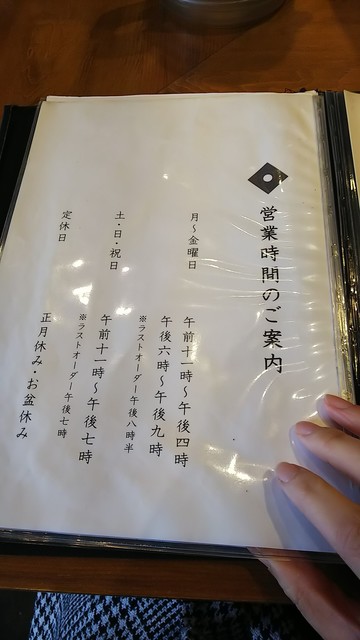 営業時間のご案内
月～金曜日
午前十一時～午後四時
午後六時～午後九時
※ラストオーダー午後八時半
土・日・祝日
午前十一時～午後七時
※ラストオーダー午後七時
定休日
正月休み・お盆休み